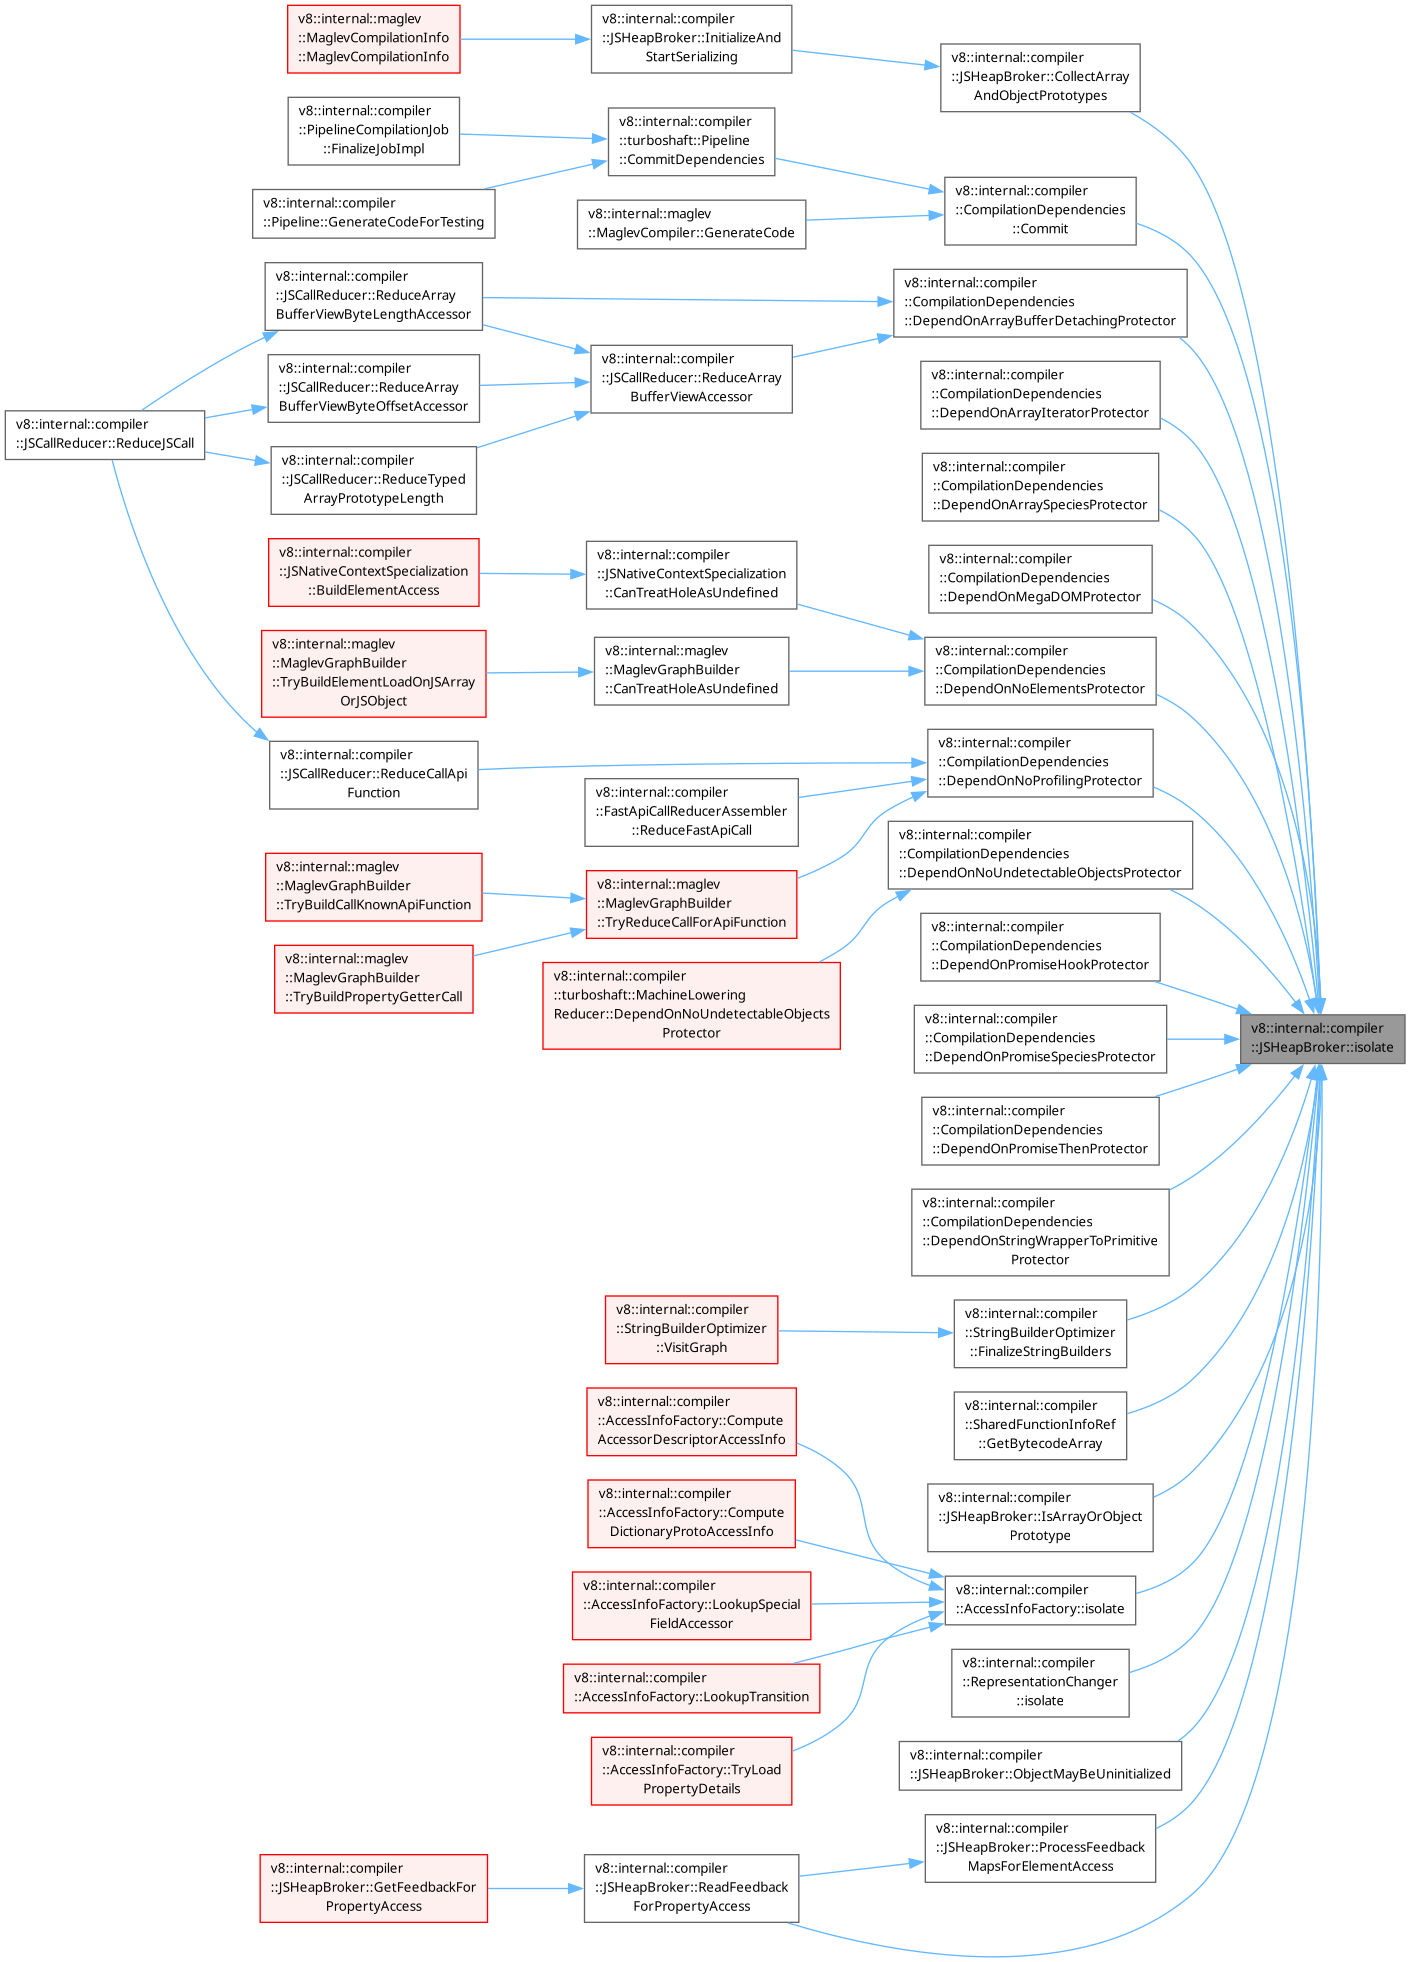 v8::internal::maglev
::MaglevCompilationInfo
::MaglevCompilationInfo
v8::internal::compiler
::JSHeapBroker::InitializeAnd
StartSerializing
v8::internal::compiler
::JSHeapBroker::CollectArray
AndObjectPrototypes
v8::internal::compiler
::PipelineCompilationJob
::FinalizeJobImpl
v8::internal::compiler
::turboshaft::Pipeline
::CommitDependencies
v8::internal::compiler
::Pipeline::GenerateCodeForTesting
v8::internal::maglev
::MaglevCompiler::GenerateCode
v8::internal::compiler
::CompilationDependencies
::Commit
v8::internal::compiler
::JSCallReducer::ReduceArray
BufferViewByteLengthAccessor
v8::internal::compiler
::CompilationDependencies
::DependOnArrayBufferDetachingProtector
v8::internal::compiler
::JSCallReducer::ReduceArray
BufferViewByteOffsetAccessor
v8::internal::compiler
::JSCallReducer::ReduceArray
BufferViewAccessor
v8::internal::compiler
::CompilationDependencies
::DependOnArrayIteratorProtector
v8::internal::compiler
::JSCallReducer::ReduceJSCall
v8::internal::compiler
::JSCallReducer::ReduceTyped
ArrayPrototypeLength
v8::internal::compiler
::CompilationDependencies
::DependOnArraySpeciesProtector
v8::internal::compiler
::JSNativeContextSpecialization
::BuildElementAccess
v8::internal::compiler
::JSNativeContextSpecialization
::CanTreatHoleAsUndefined
v8::internal::compiler
::CompilationDependencies
::DependOnMegaDOMProtector
v8::internal::maglev
::MaglevGraphBuilder
::TryBuildElementLoadOnJSArray
OrJSObject
v8::internal::maglev
::MaglevGraphBuilder
::CanTreatHoleAsUndefined
v8::internal::compiler
::CompilationDependencies
::DependOnNoElementsProtector
v8::internal::compiler
::JSCallReducer::ReduceCallApi
Function
v8::internal::compiler
::FastApiCallReducerAssembler
::ReduceFastApiCall
v8::internal::compiler
::CompilationDependencies
::DependOnNoProfilingProtector
v8::internal::maglev
::MaglevGraphBuilder
::TryBuildCallKnownApiFunction
v8::internal::maglev
::MaglevGraphBuilder
::TryReduceCallForApiFunction
v8::internal::compiler
::CompilationDependencies
::DependOnNoUndetectableObjectsProtector
v8::internal::maglev
::MaglevGraphBuilder
::TryBuildPropertyGetterCall
v8::internal::compiler
::turboshaft::MachineLowering
Reducer::DependOnNoUndetectableObjects
Protector
v8::internal::compiler
::CompilationDependencies
::DependOnPromiseHookProtector
v8::internal::compiler
::JSHeapBroker::isolate
v8::internal::compiler
::CompilationDependencies
::DependOnPromiseSpeciesProtector
v8::internal::compiler
::CompilationDependencies
::DependOnPromiseThenProtector
v8::internal::compiler
::CompilationDependencies
::DependOnStringWrapperToPrimitive
Protector
v8::internal::compiler
::StringBuilderOptimizer
::VisitGraph
v8::internal::compiler
::StringBuilderOptimizer
::FinalizeStringBuilders
v8::internal::compiler
::AccessInfoFactory::Compute
AccessorDescriptorAccessInfo
v8::internal::compiler
::SharedFunctionInfoRef
::GetBytecodeArray
v8::internal::compiler
::AccessInfoFactory::Compute
DictionaryProtoAccessInfo
v8::internal::compiler
::JSHeapBroker::IsArrayOrObject
Prototype
v8::internal::compiler
::AccessInfoFactory::LookupSpecial
FieldAccessor
v8::internal::compiler
::AccessInfoFactory::isolate
v8::internal::compiler
::AccessInfoFactory::LookupTransition
v8::internal::compiler
::RepresentationChanger
::isolate
v8::internal::compiler
::AccessInfoFactory::TryLoad
PropertyDetails
v8::internal::compiler
::JSHeapBroker::ObjectMayBeUninitialized
v8::internal::compiler
::JSHeapBroker::ProcessFeedback
MapsForElementAccess
v8::internal::compiler
::JSHeapBroker::GetFeedbackFor
PropertyAccess
v8::internal::compiler
::JSHeapBroker::ReadFeedback
ForPropertyAccess